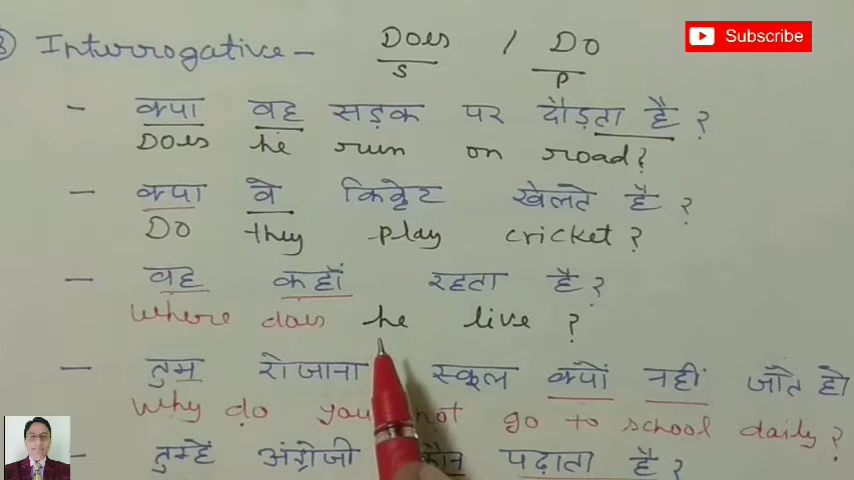 3) Interrogative - Does / Do
S P
Subscribe
- क्या वह सड़क पर दौड़ता है ?
Does he run on road?
- क्या वे क्रिकेट खेलते है ?
Do they play cricket ?
- वह कहाँ रहता है ?
Where does he live ?
- तुम रोजाना स्कूल क्यों नहीं जाते हो
Why do you not go to school daily ?
- तुम्हें अंग्रेजी कौन पढ़ाता है ?